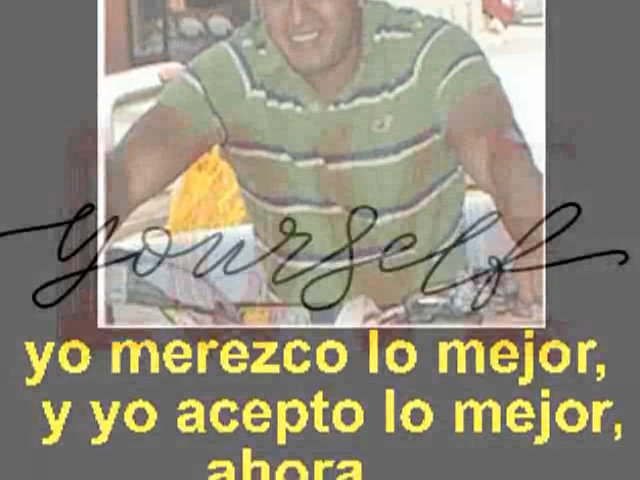 yourself
yo merezco lo mejor,
y yo acepto lo mejor,
ahora